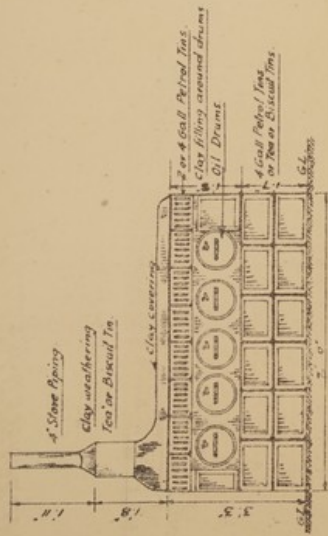 4" Stove Piping
Clay weathering
Tea or Biscuit Tin.
Clay covering
2 or 4 Gall Petrol Tins
Clay filling around drums
Oil Drums
4 Gall Petrol Tins
or Tea or Biscuit Tins.
G.L.
G.L.
1' 11"
1' 8"
3' 3"